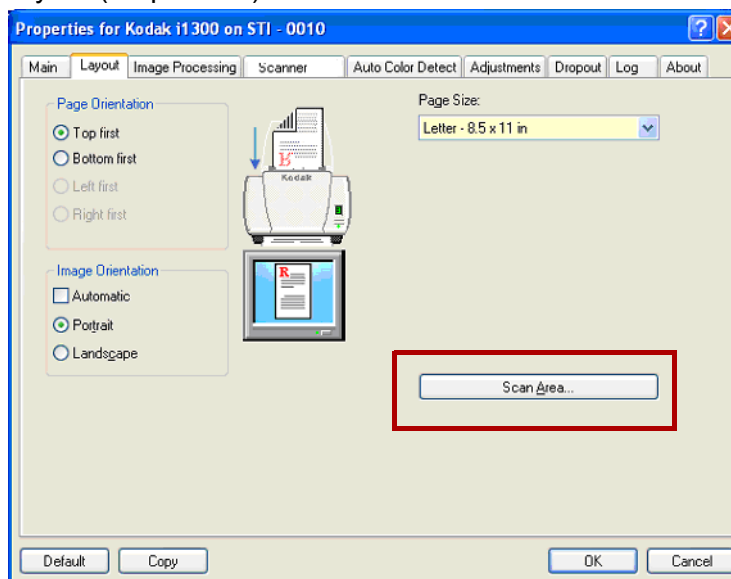 Properties for Kodak i1300 on STI - 0010
Main Layout Image Processing Scanner Auto Color Detect Adjustments Dropout Log About
Page Orientation
Top first
Bottom first
Left first
Right first
Kodak
Page Size:
Letter - 8.5 x 11 in
Image Orientation
Automatic
Portrait
Landscape
R
Scan Area...
Default Copy OK Cancel